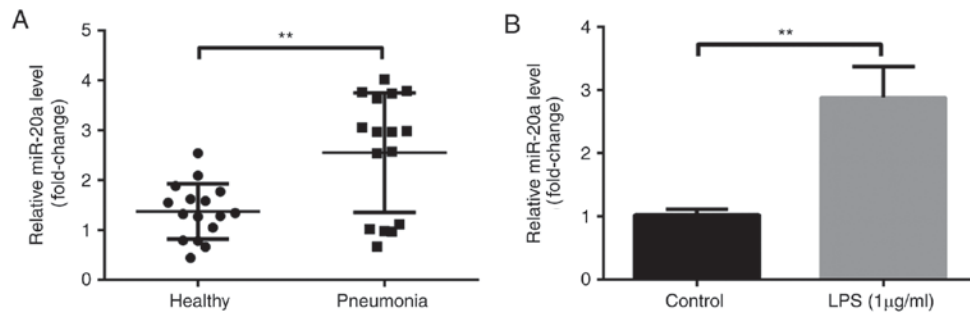 A
Relative miR-20a level
(fold-change)
5
4
3
2
1
0
**
Healthy
Pneumonia
B
Relative miR-20a level
(fold-change)
4
3
2
1
0
**
Control
LPS (1μg/ml)